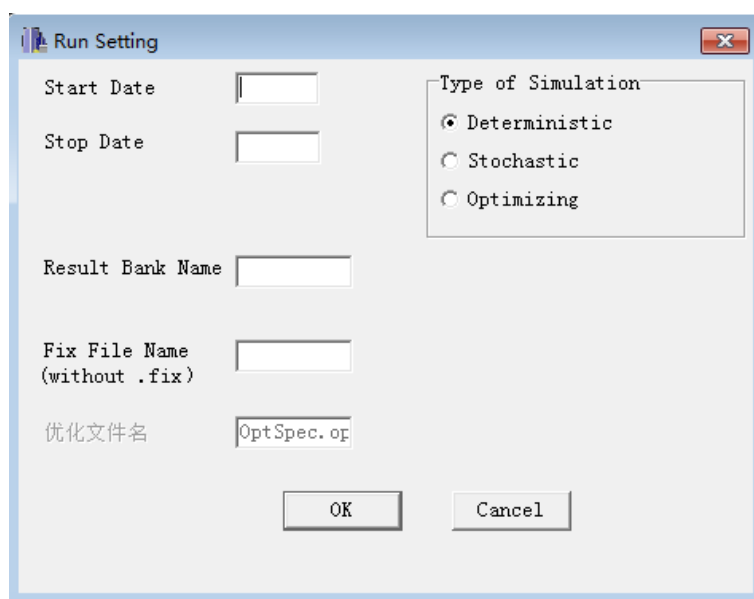 Run Setting
Start Date
Type of Simulation
Deterministic
Stop Date
Stochastic
Optimizing
Result Bank Name
Fix File Name
(without .fix)
优化文件名
OptSpec.op
OK
Cancel